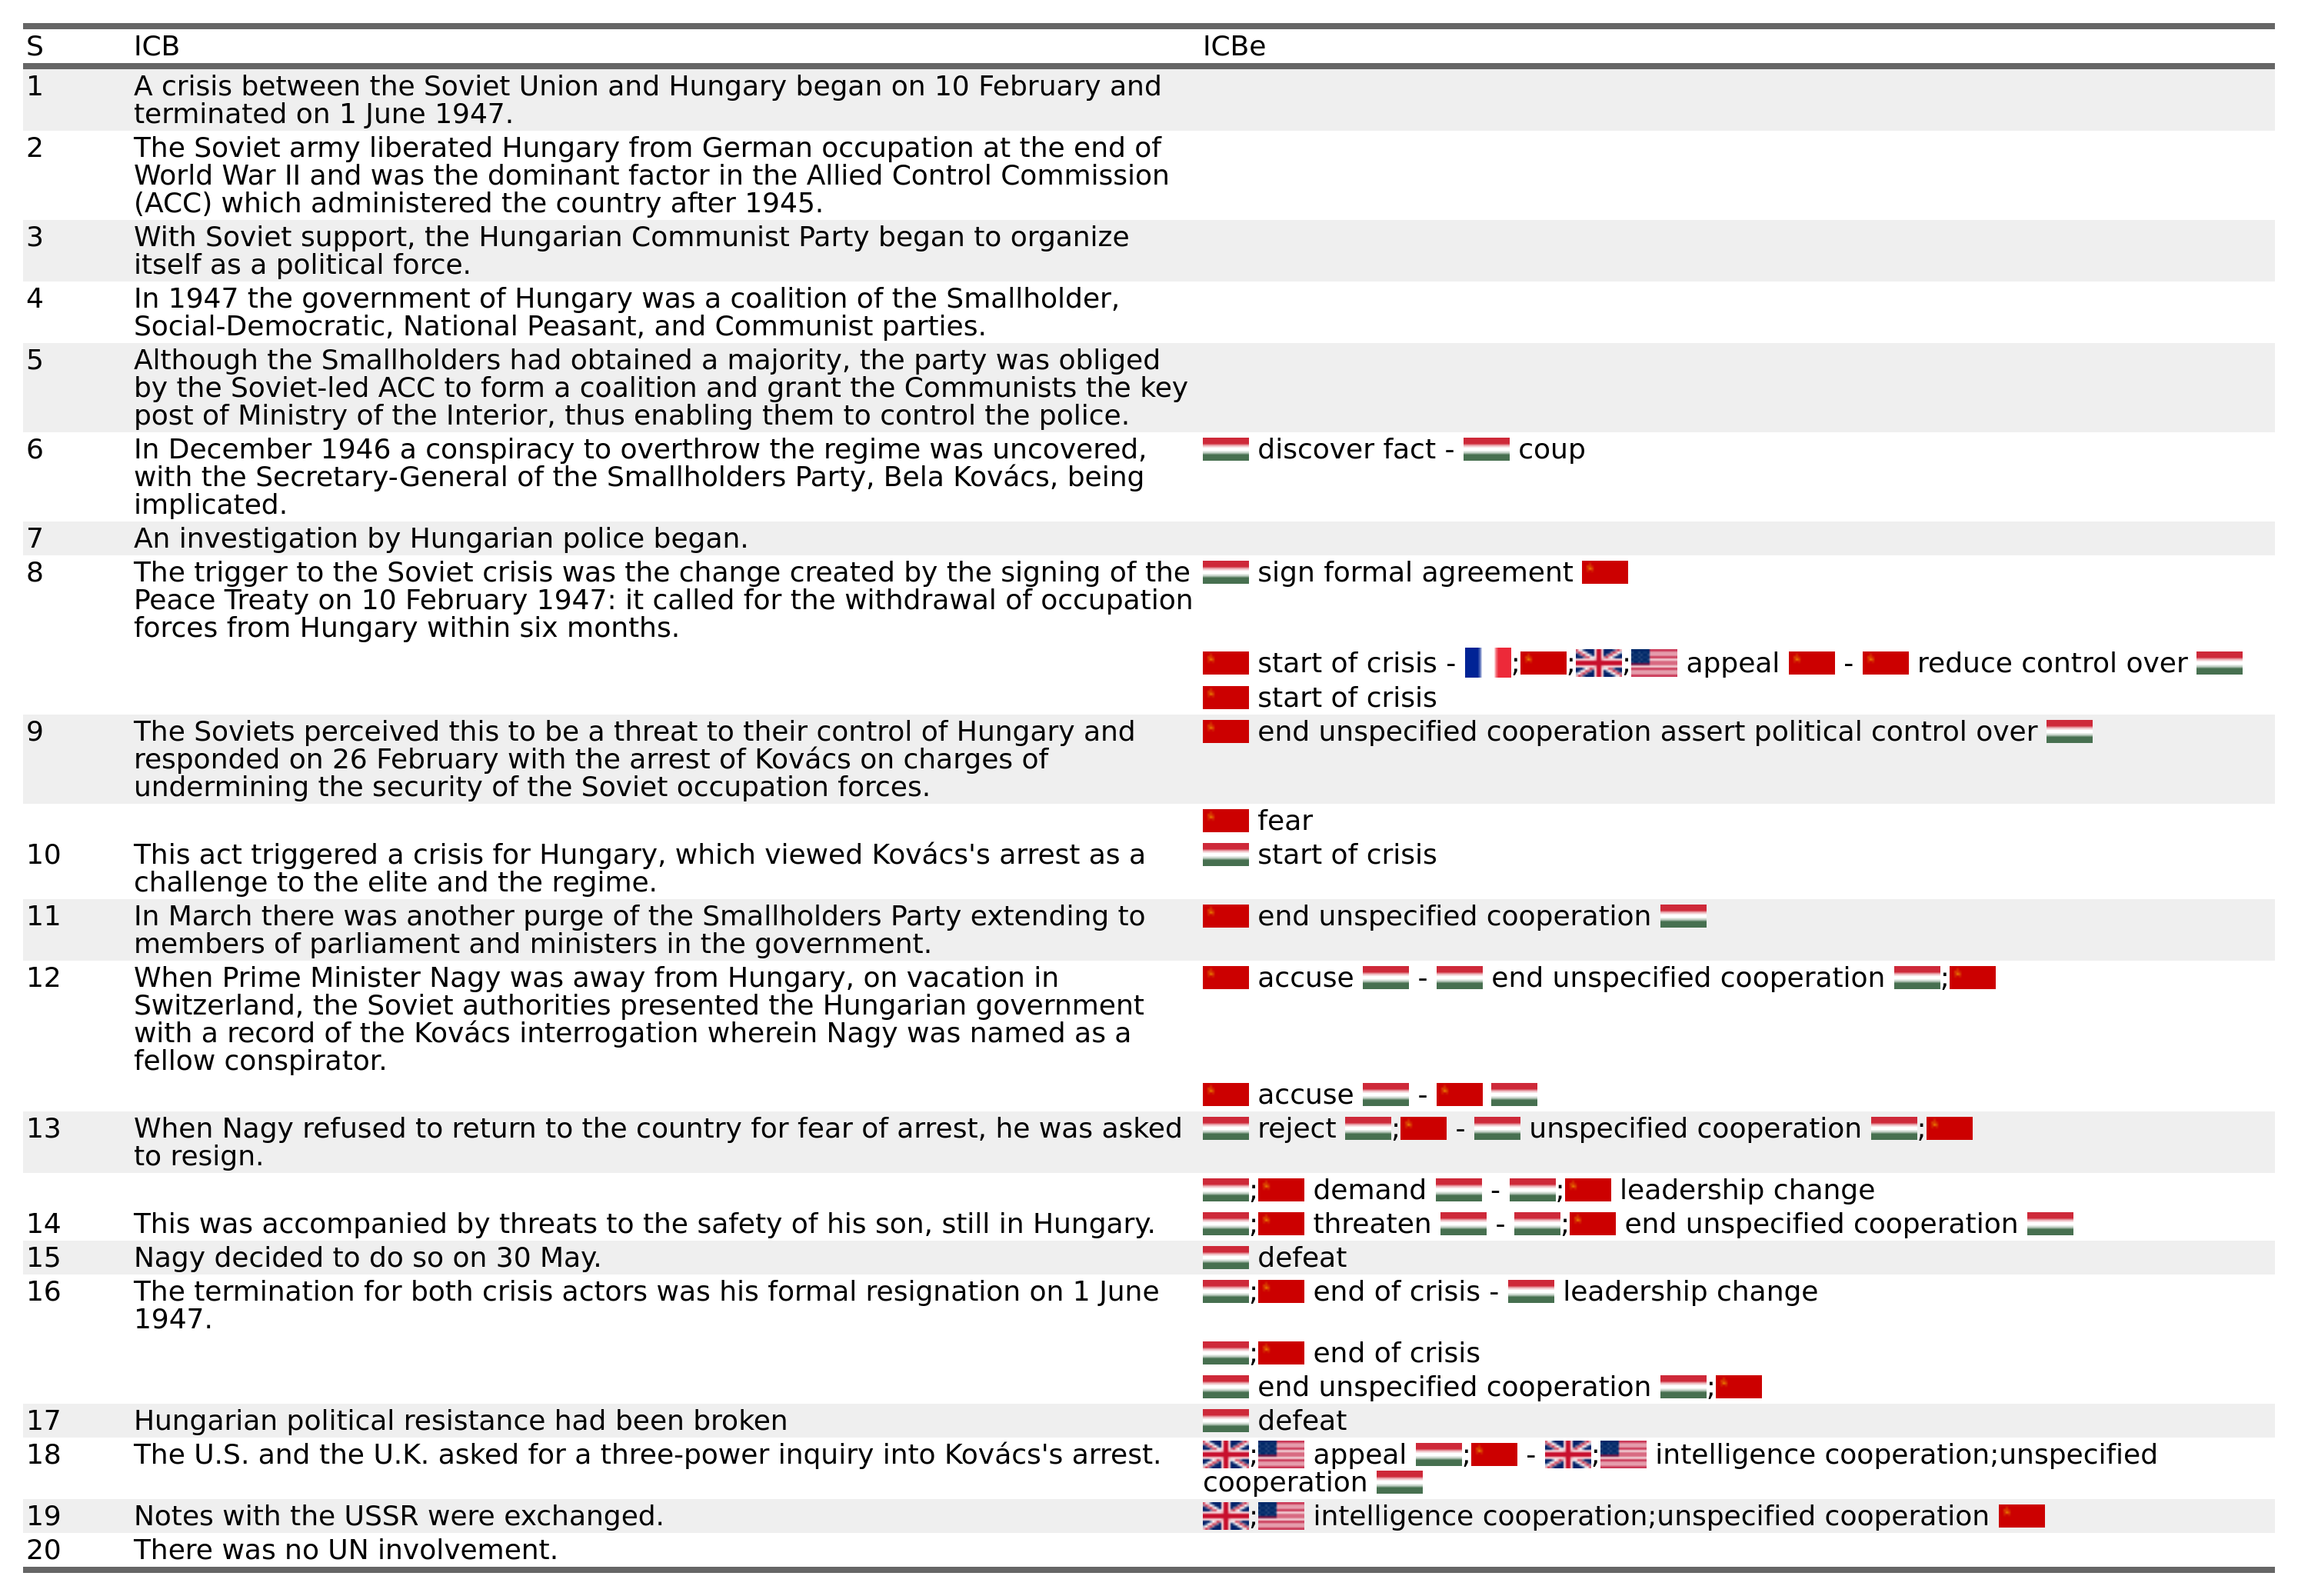 S ICB ICBe
1 A crisis between the Soviet Union and Hungary began on 10 February and
terminated on 1 June 1947.
2 The Soviet army liberated Hungary from German occupation at the end of
World War II and was the dominant factor in the Allied Control Commission
(ACC) which administered the country after 1945.
3 With Soviet support, the Hungarian Communist Party began to organize
itself as a political force.
4 In 1947 the government of Hungary was a coalition of the Smallholder,
Social-Democratic, National Peasant, and Communist parties.
5 Although the Smallholders had obtained a majority, the party was obliged
by the Soviet-led ACC to form a coalition and grant the Communists the key
post of Ministry of the Interior, thus enabling them to control the police.
6 In December 1946 a conspiracy to overthrow the regime was uncovered, discover fact - coup
with the Secretary-General of the Smallholders Party, Bela Kovács, being
implicated.
7 An investigation by Hungarian police began.
8 The trigger to the Soviet crisis was the change created by the signing of the sign formal agreement
Peace Treaty on 10 February 1947: it called for the withdrawal of occupation
forces from Hungary within six months.
start of crisis - ; ; ; appeal - reduce control over
start of crisis
9 The Soviets perceived this to be a threat to their control of Hungary and end unspecified cooperation assert political control over
responded on 26 February with the arrest of Kovács on charges of
undermining the security of the Soviet occupation forces.
fear
10 This act triggered a crisis for Hungary, which viewed Kovács's arrest as a start of crisis
challenge to the elite and the regime.
11 In March there was another purge of the Smallholders Party extending to end unspecified cooperation
members of parliament and ministers in the government.
12 When Prime Minister Nagy was away from Hungary, on vacation in accuse - end unspecified cooperation ;
Switzerland, the Soviet authorities presented the Hungarian government
with a record of the Kovács interrogation wherein Nagy was named as a
fellow conspirator.
accuse -
13 When Nagy refused to return to the country for fear of arrest, he was asked reject ; - unspecified cooperation ;
to resign.
; demand - ; leadership change
14 This was accompanied by threats to the safety of his son, still in Hungary. ; threaten - ; end unspecified cooperation
15 Nagy decided to do so on 30 May. defeat
16 The termination for both crisis actors was his formal resignation on 1 June ; end of crisis - leadership change
1947.
; end of crisis
end unspecified cooperation ;
17 Hungarian political resistance had been broken defeat
18 The U.S. and the U.K. asked for a three-power inquiry into Kovács's arrest. ; appeal ; - ; intelligence cooperation;unspecified
cooperation
19 Notes with the USSR were exchanged. ; intelligence cooperation;unspecified cooperation
20 There was no UN involvement.